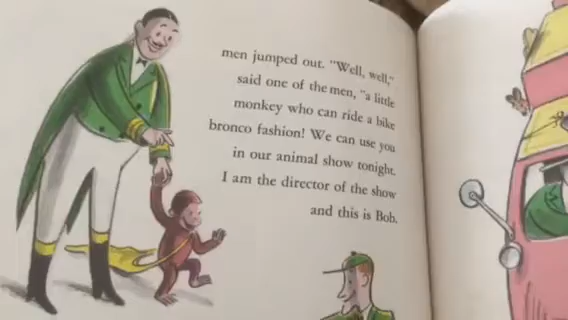 men jumped out. "Well, well,"
said one of the men, "a little
monkey who can ride a bike
bronco fashion! We can use you
in our animal show tonight.
I am the director of the show
and this is Bob.